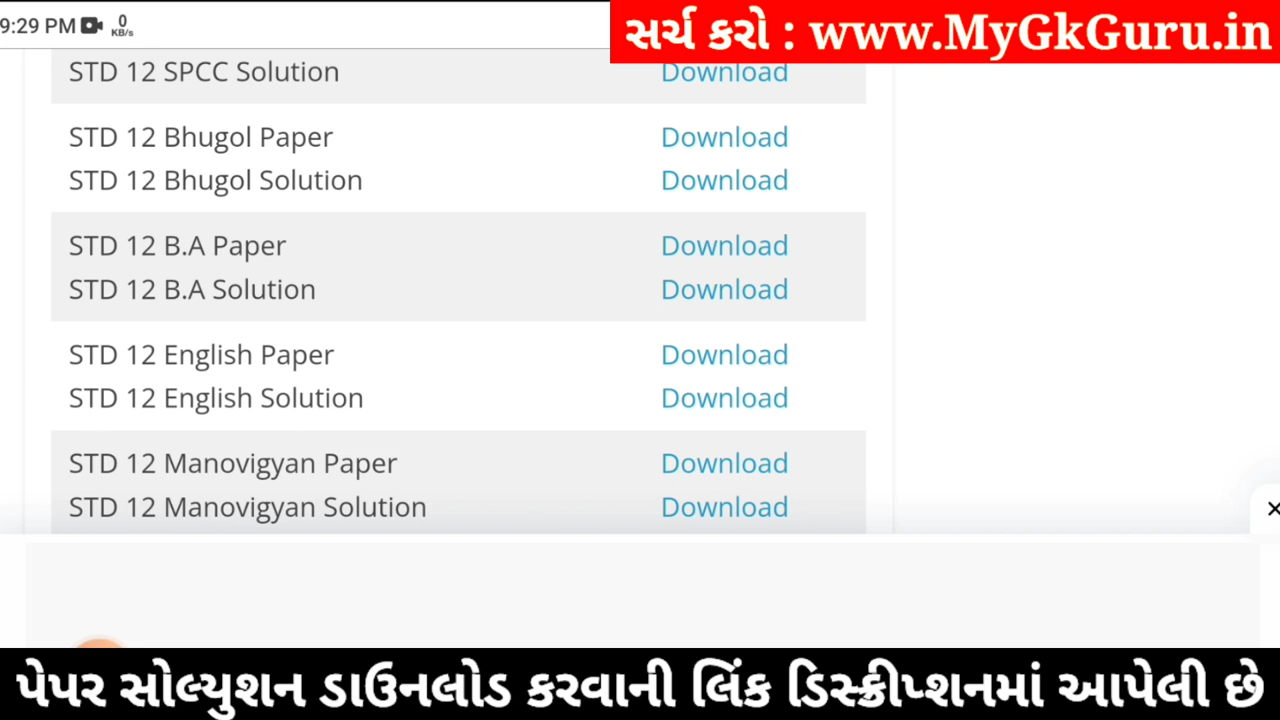 9:29 PM 0 KB/s
સર્ચ કરો : www.MyGkGuru.in
STD 12 SPCC Solution Download
STD 12 Bhugol Paper Download
STD 12 Bhugol Solution Download
STD 12 B.A Paper Download
STD 12 B.A Solution Download
STD 12 English Paper Download
STD 12 English Solution Download
STD 12 Manovigyan Paper Download
STD 12 Manovigyan Solution Download
પેપર સોલ્યુશન ડાઉનલોડ કરવાની લિંક ડિસ્ક્રીપ્શનમાં આપેલી છે